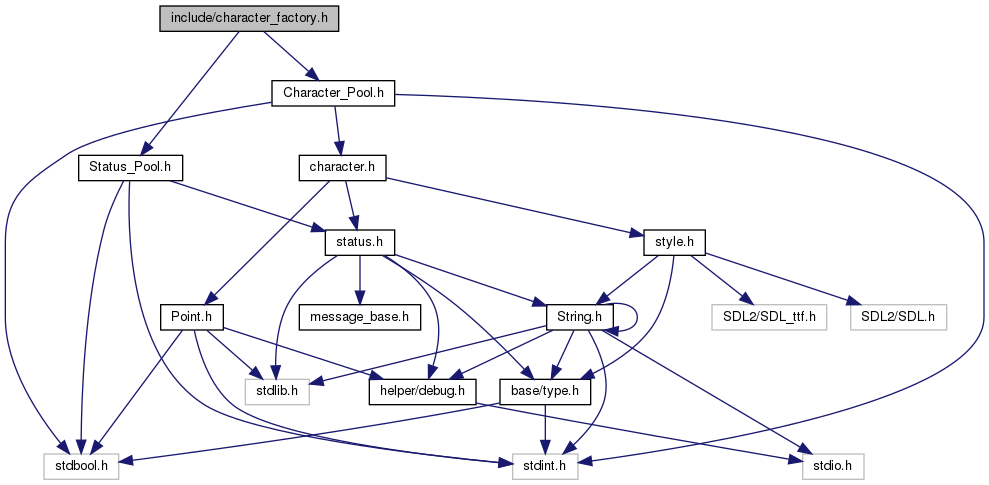 include/character_factory.h
Character_Pool.h
Status_Pool.h
character.h
status.h
style.h
Point.h
message_base.h
String.h
SDL2/SDL_ttf.h
SDL2/SDL.h
stdlib.h
helper/debug.h
base/type.h
stdbool.h
stdint.h
stdio.h